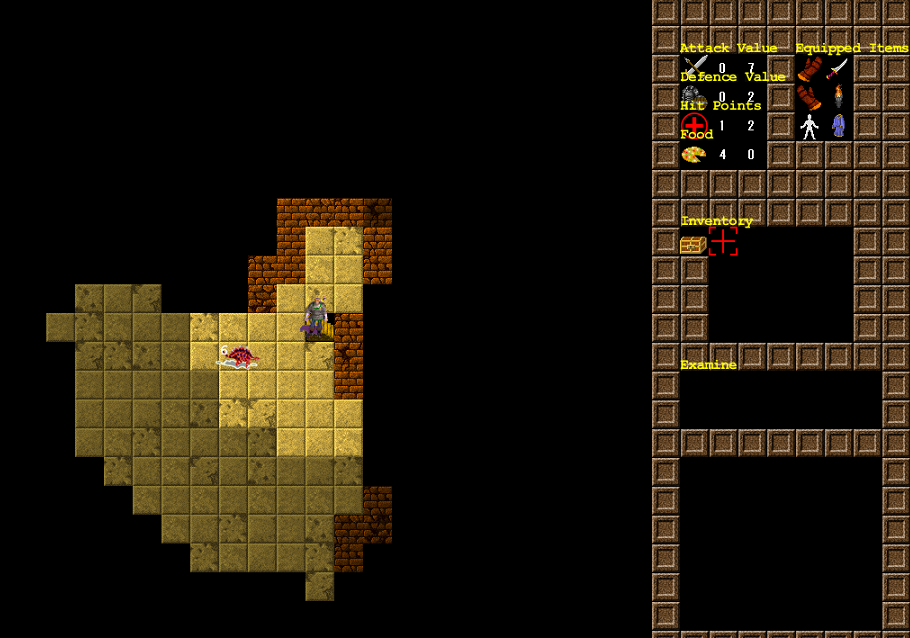 Attack Value Equipped Items
0 7
Defence Value
0 2
Hit Points
1 2
Food
4 0
Inventory
6
Examine